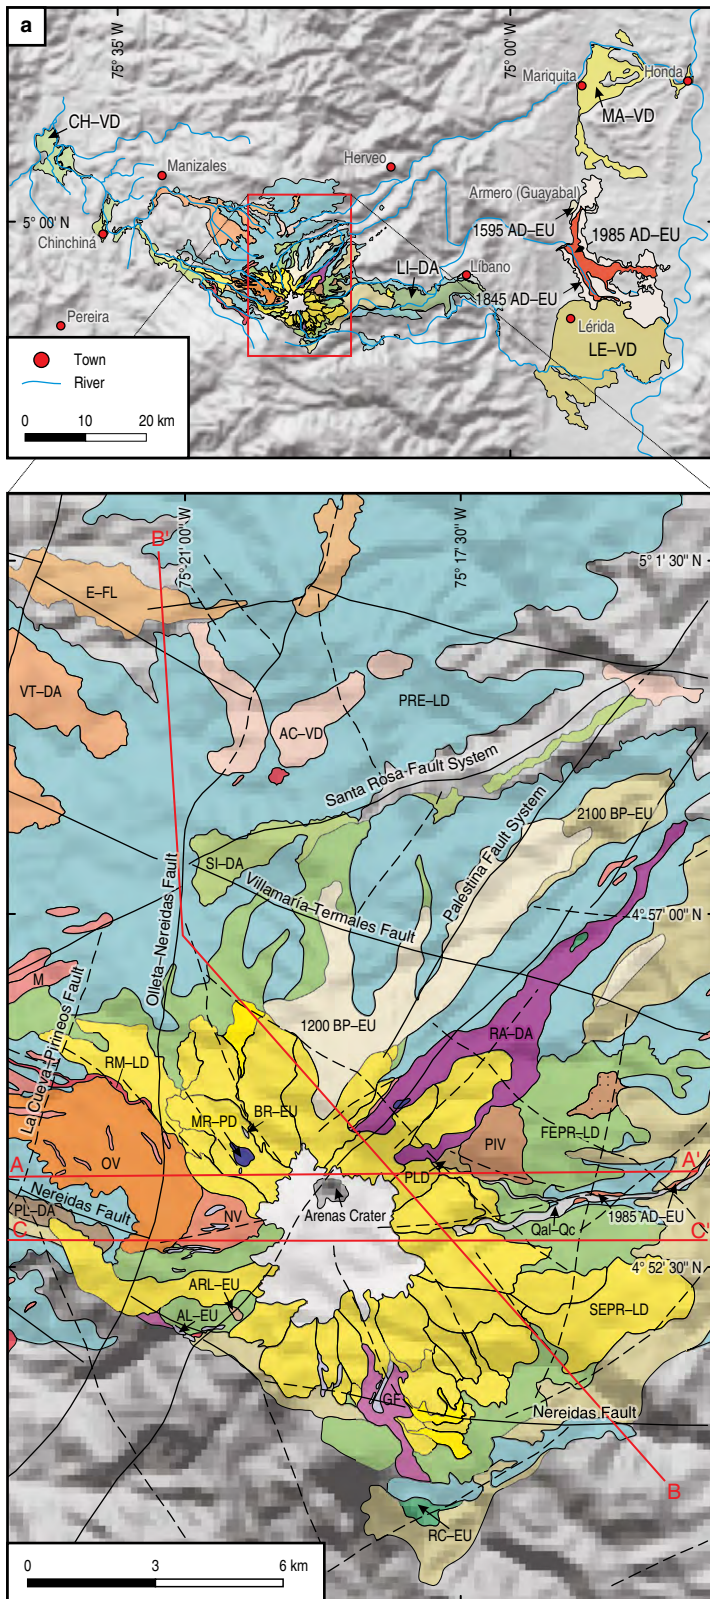 a
75° 35' W
75° 00' W
Mariquita
Honda
MA–VD
CH–VD
Manizales
Herveo
Armero (Guayabal)
5° 00' N
1595 AD–EU
1985 AD–EU
Chinchiná
LI–DA
Líbano
1845 AD–EU
Pereira
Lérida
LE–VD
Town
River
0 10 20 km
B'
75° 21' 00'' W
75° 17' 30'' W
5° 1' 30'' N
E–FL
VT–DA
PRE–LD
AC–VD
Santa Rosa Fault System
2100 BP–EU
SI–DA
Palestina Fault System
Villamaría–Termales Fault
Olleta–Nereidas Fault
4° 57' 00'' N
M
La Cueva–Pirineos Fault
1200 BP–EU
RA–DA
RM–LD
BR–EU
MR–PD
PIV
FEPR–LD
OV
A
PLD
A'
Nereidas Fault
PL–DA
NV
Arenas Crater
1985 AD–EU
Qal–Qc
C
C'
4° 52' 30'' N
ARL–EU
AL–EU
SEPR–LD
GF
Nereidas Fault
B
RC–EU
0 3 6 km